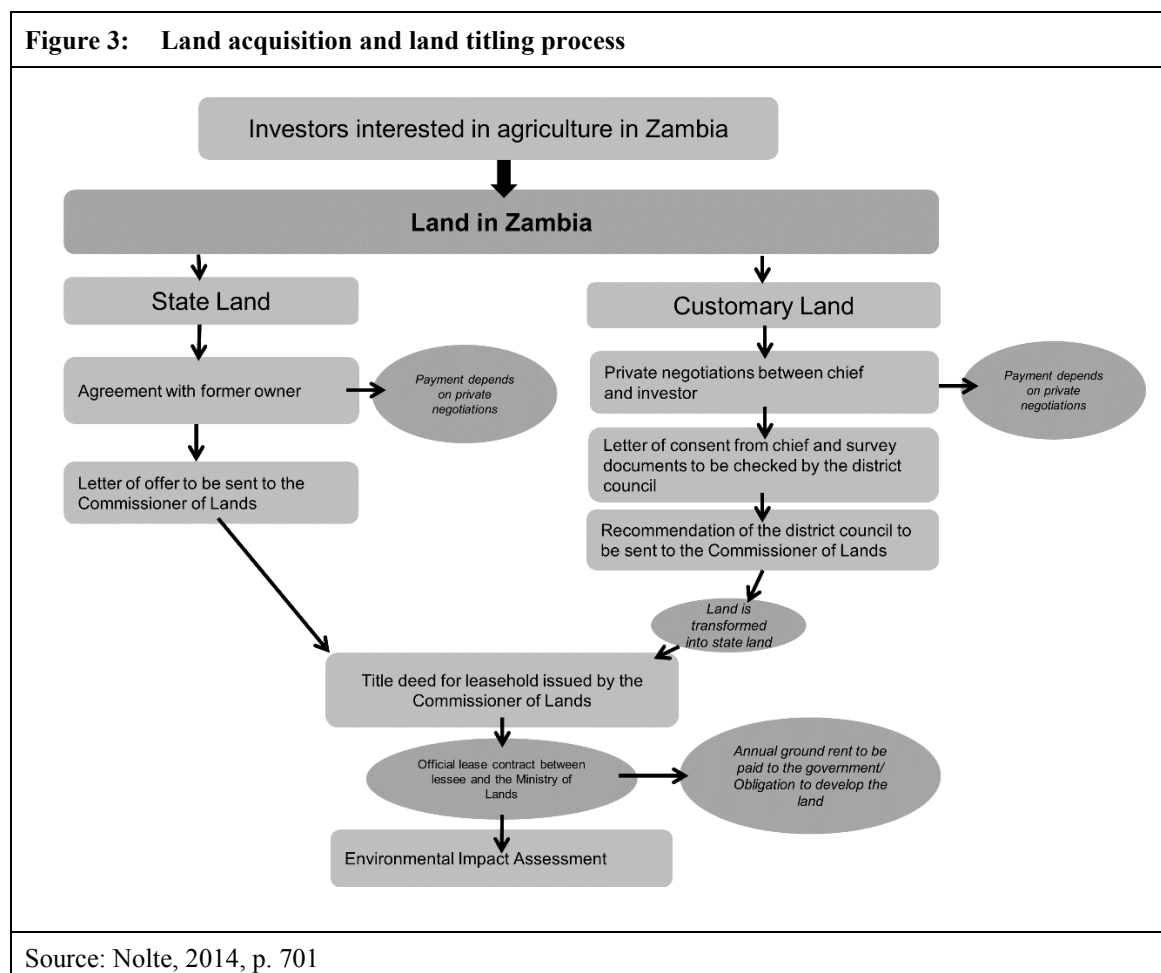 Figure 3: Land acquisition and land titling process
Investors interested in agriculture in Zambia
Land in Zambia
State Land
Customary Land
Agreement with former owner
Payment depends
on private
negotiations
Private negotiations between chief
and investor
Payment depends
on private
negotiations
Letter of offer to be sent to the
Commissioner of Lands
Letter of consent from chief and survey
documents to be checked by the district
council
Recommendation of the district council to
be sent to the Commissioner of Lands
Land is
transformed
into state land
Title deed for leasehold issued by the
Commissioner of Lands
Official lease contract between
lessee and the Ministry of
Lands
Annual ground rent to be
paid to the government/
Obligation to develop the
land
Environmental Impact Assessment
Source: Nolte, 2014, p. 701